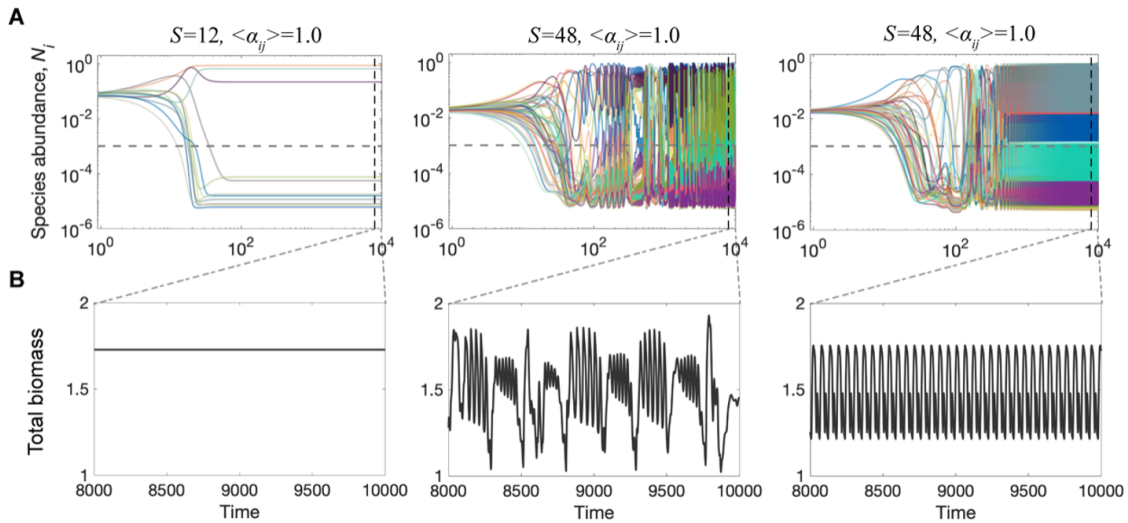 A
S=12, <αij>=1.0
S=48, <αij>=1.0
S=48, <αij>=1.0
Species abundance, Ni
10^0
10^-2
10^-4
10^-6
10^0
10^2
10^4
10^0
10^-2
10^-4
10^-6
10^0
10^2
10^4
10^0
10^-2
10^-4
10^-6
10^0
10^2
10^4
B
Total biomass
2
1.5
1
8000 8500 9000 9500 10000
Time
2
1.5
1
8000 8500 9000 9500 10000
Time
2
1.5
1
8000 8500 9000 9500 10000
Time